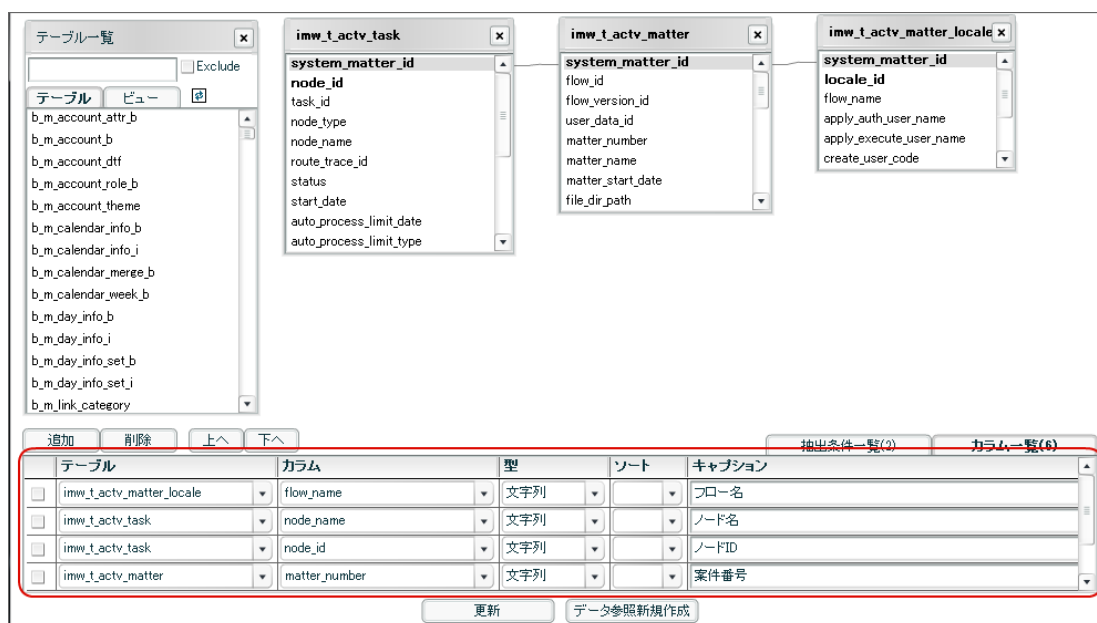 テーブル一覧
Exclude
テーブル ビュー
b_m_account_attr_b
b_m_account_b
b_m_account_dtf
b_m_account_role_b
b_m_account_theme
b_m_calendar_info_b
b_m_calendar_info_i
b_m_calendar_merge_b
b_m_calendar_week_b
b_m_day_info_b
b_m_day_info_i
b_m_day_info_set_b
b_m_day_info_set_i
b_m_link_category
imw_t_actv_task
system_matter_id
node_id
task_id
node_type
node_name
route_trace_id
status
start_date
auto_process_limit_date
auto_process_limit_type
imw_t_actv_matter
system_matter_id
flow_id
flow_version_id
user_data_id
matter_number
matter_name
matter_start_date
file_dir_path
imw_t_actv_matter_locale
system_matter_id
locale_id
flow_name
apply_auth_user_name
apply_execute_user_name
create_user_code
追加 削除 上へ 下へ 抽出条件一覧(2) カラム一覧(6)
テーブル カラム 型 ソート キャプション
imw_t_actv_matter_locale flow_name 文字列 フロー名
imw_t_actv_task node_name 文字列 ノード名
imw_t_actv_task node_id 文字列 ノードID
imw_t_actv_matter matter_number 文字列 案件番号
更新 データ参照新規作成